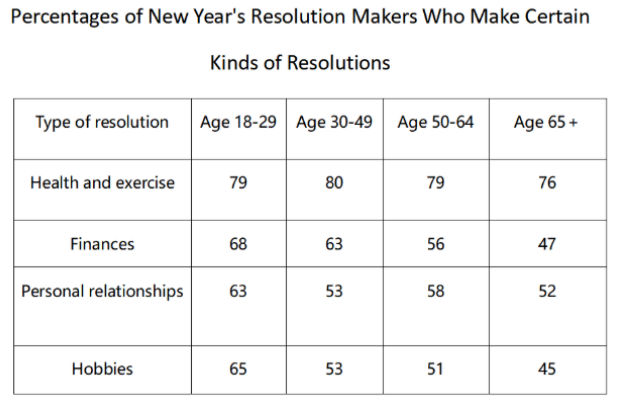 Percentages of New Year's Resolution Makers Who Make Certain
Kinds of Resolutions
Type of resolution Age 18-29 Age 30-49 Age 50-64 Age 65 +
Health and exercise 79 80 79 76
Finances 68 63 56 47
Personal relationships 63 53 58 52
Hobbies 65 53 51 45